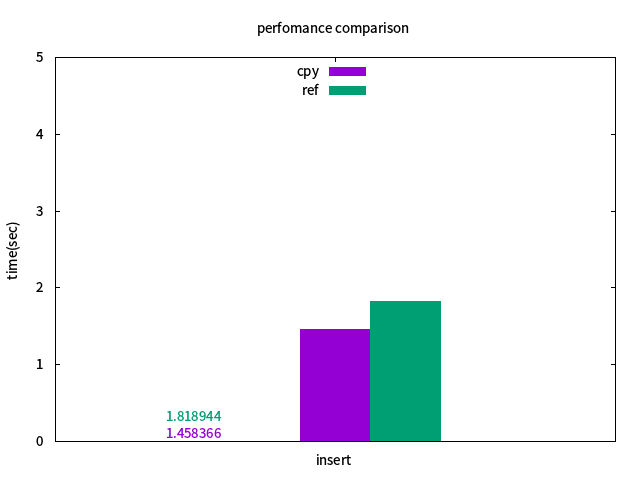 perfomance comparison
cpy
ref
5
4
3
2
1
0
time(sec)
1.818944
1.458366
insert